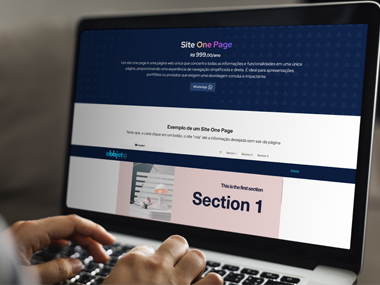 Site One Page
R$ 999,00/ano
Um site one page é uma página web única que concentra todas as informações e funcionalidades em uma única
página, proporcionando uma experiência de navegação simplificada e direta. É ideal para apresentações,
portfólios ou produtos que exigem uma abordagem concisa e impactante.
WhatsApp
Exemplo de um Site One Page
Note que, a cada clique em um botão, o site "rola" até a informação desejada sem sair da página
Section 1
Section 2
Section 3
Início
This is the first section
Section 1